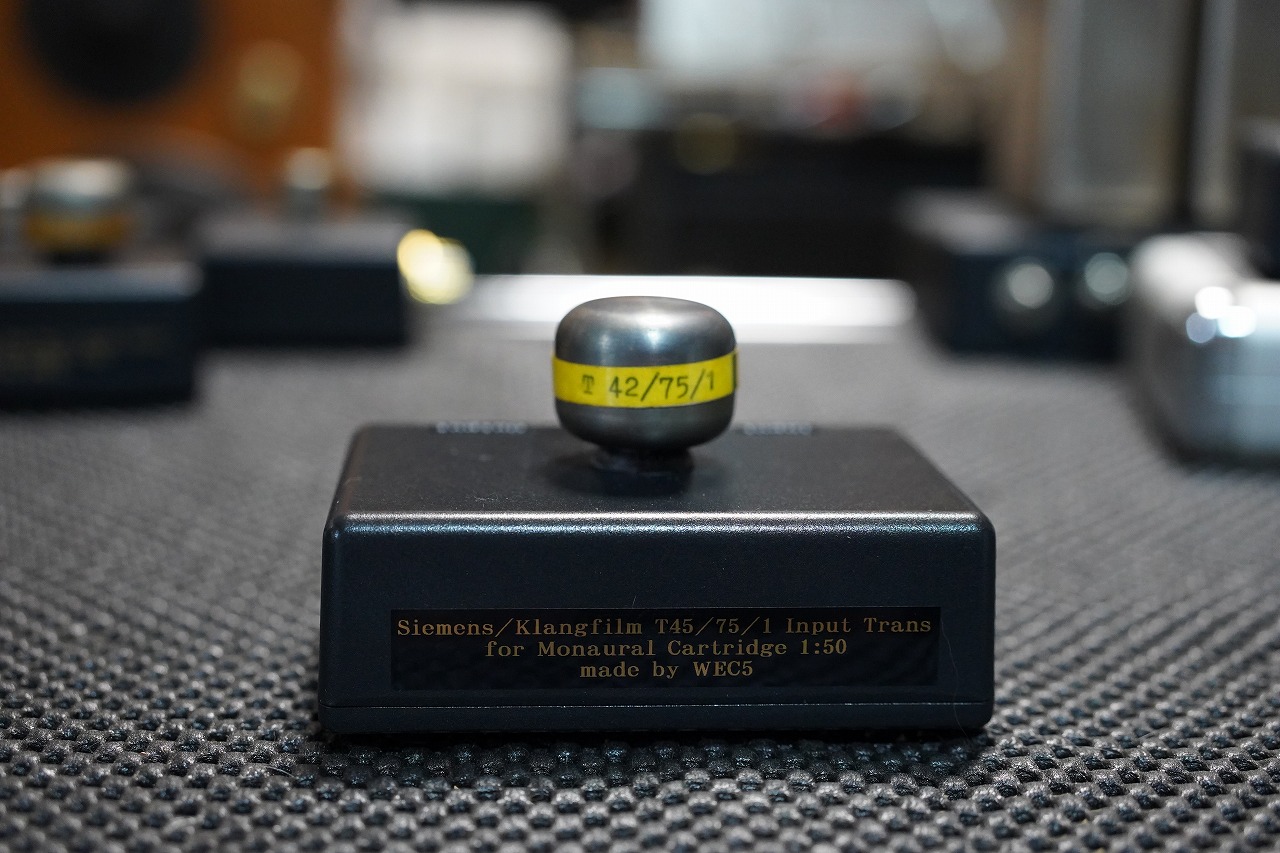 T 42/75/1
Siemens/Klangfilm T45/75/1 Input Trans
for Monaural Cartridge 1:50
made by WEC5